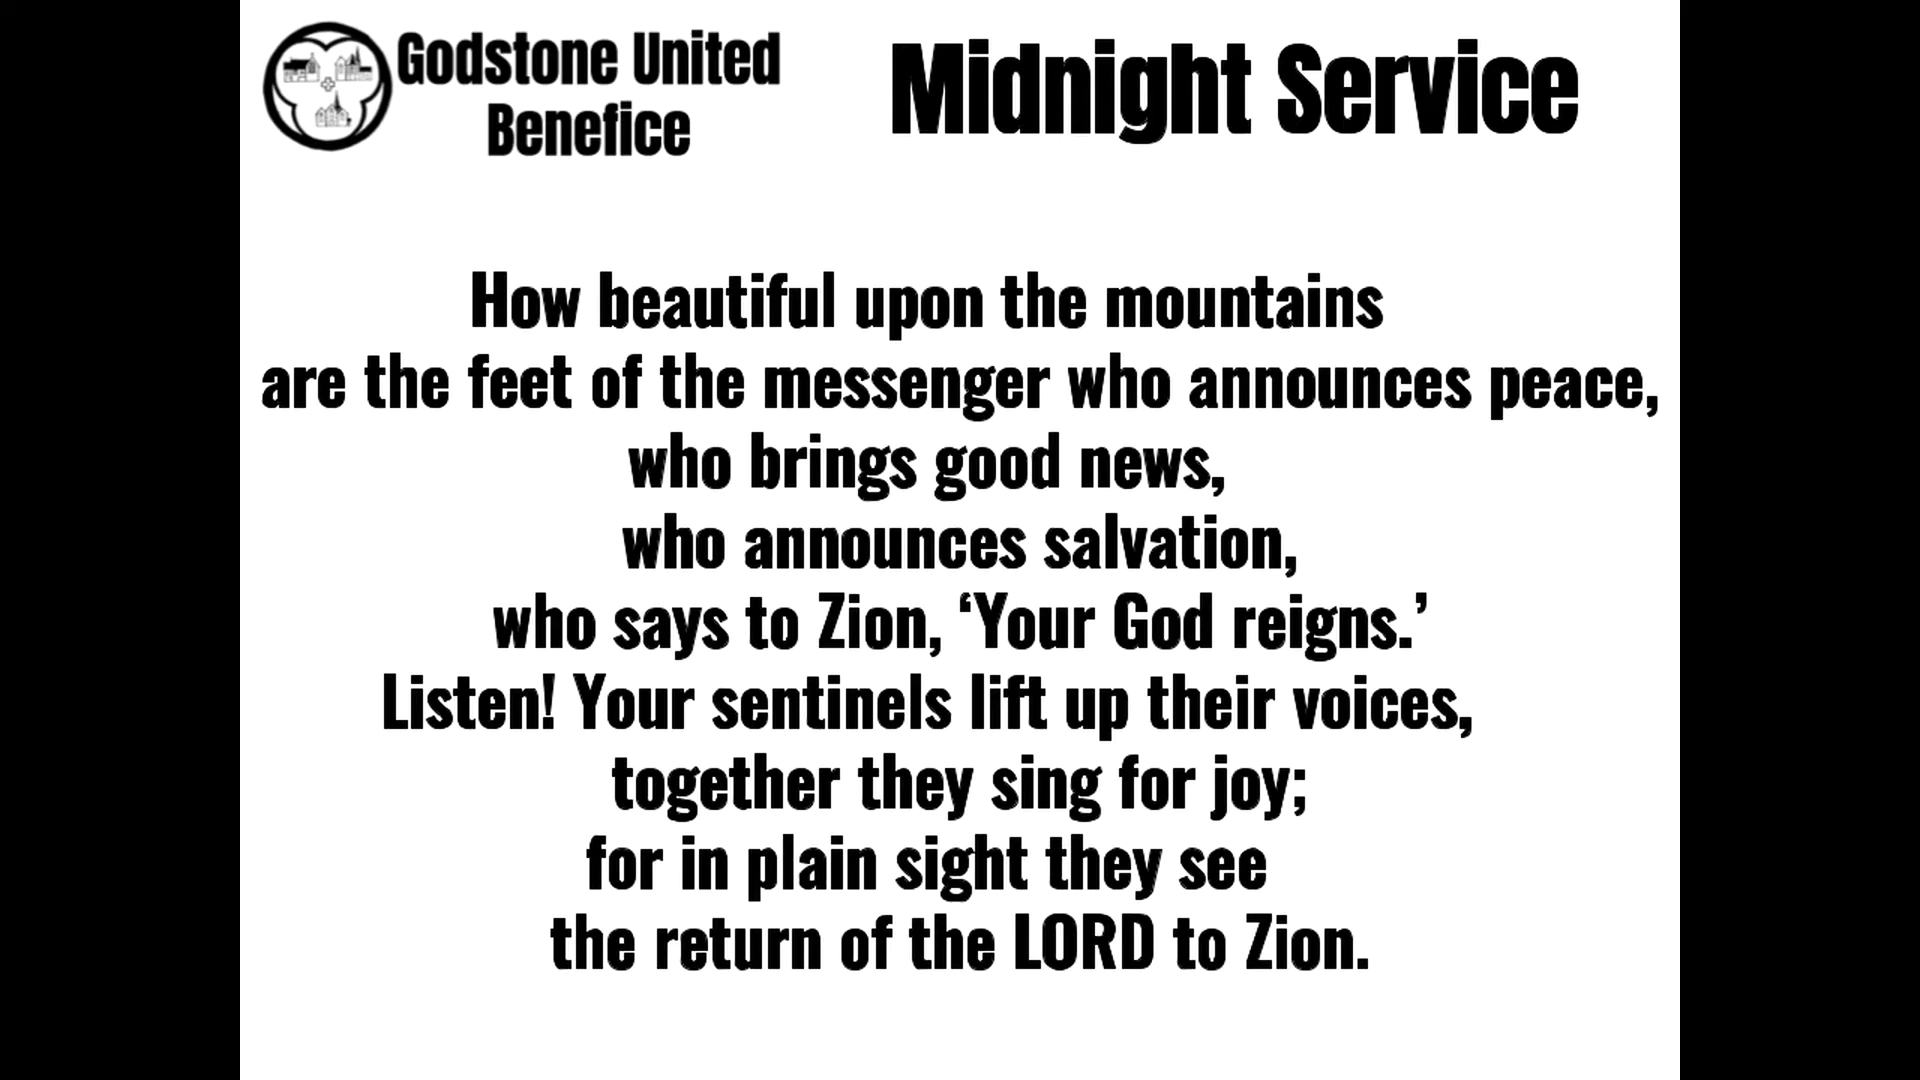 Godstone United
Benefice
Midnight Service
How beautiful upon the mountains
are the feet of the messenger who announces peace,
who brings good news,
who announces salvation,
who says to Zion, ‘Your God reigns.’
Listen! Your sentinels lift up their voices,
together they sing for joy;
for in plain sight they see
the return of the LORD to Zion.